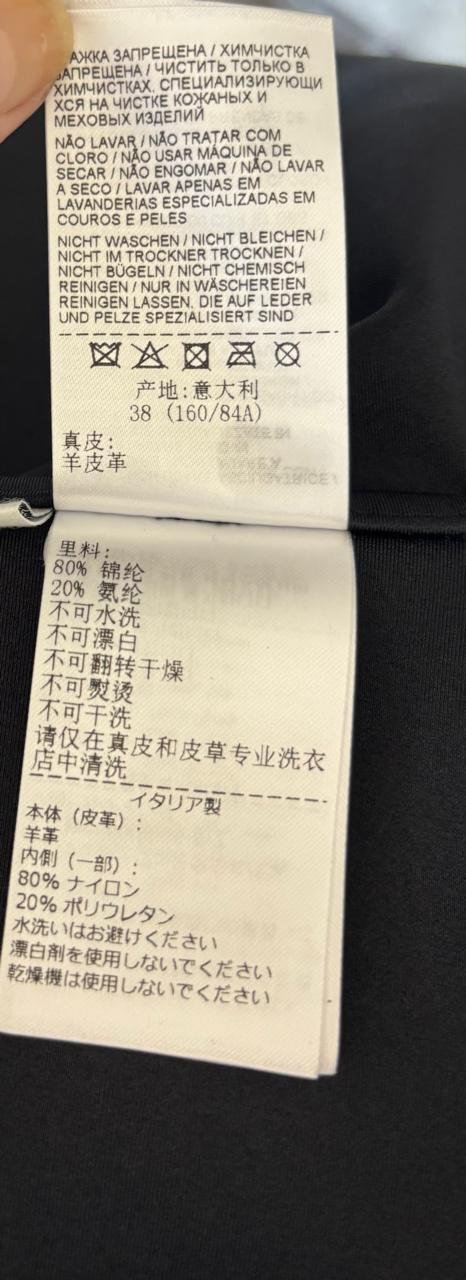 ЗАПРЕЩЕНА / ХИМЧИСТКА
ЗАПРЕЩЕНА / ЧИСТИТЬ ТОЛЬКО В
ХИМЧИСТКАХ, СПЕЦИАЛИЗИРУЮЩИ
ХСЯ НА ЧИСТКЕ КОЖАНЫХ И
МЕХОВЫХ ИЗДЕЛИЙ
NÃO LAVAR / NÃO TRATAR COM
CLORO / NÃO USAR MÁQUINA DE
SECAR / NÃO ENGOMAR / NÃO LAVAR
A SECO / LAVAR APENAS EM
LAVANDERIAS ESPECIALIZADAS EM
COUROS E PELES
NICHT WASCHEN / NICHT BLEICHEN /
NICHT IM TROCKNER TROCKNEN /
NICHT BÜGELN / NICHT CHEMISCH
REINIGEN / NUR IN WÄSCHEREIEN
REINIGEN LASSEN, DIE AUF LEDER
UND PELZE SPEZIALISIERT SIND
产地:意大利
38 (160/84A)
真皮:
羊皮革
里料:
80% 锦纶
20% 氨纶
不可水洗
不可漂白
不可翻转干燥
不可熨烫
不可干洗
请仅在真皮和皮草专业洗衣
店中清洗
イタリア製
本体（皮革）:
羊革
内側（一部）:
80% ナイロン
20% ポリウレタン
水洗いはお避けください
漂白剤を使用しないでください
乾燥機は使用しないでください